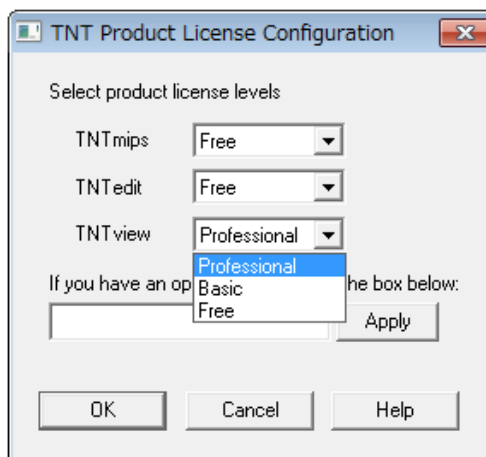 TNT Product License Configuration
Select product license levels
TNTmips Free
TNTedit Free
TNTview Professional
Professional
If you have an op he box below:
Basic
Free
Apply
OK Cancel Help